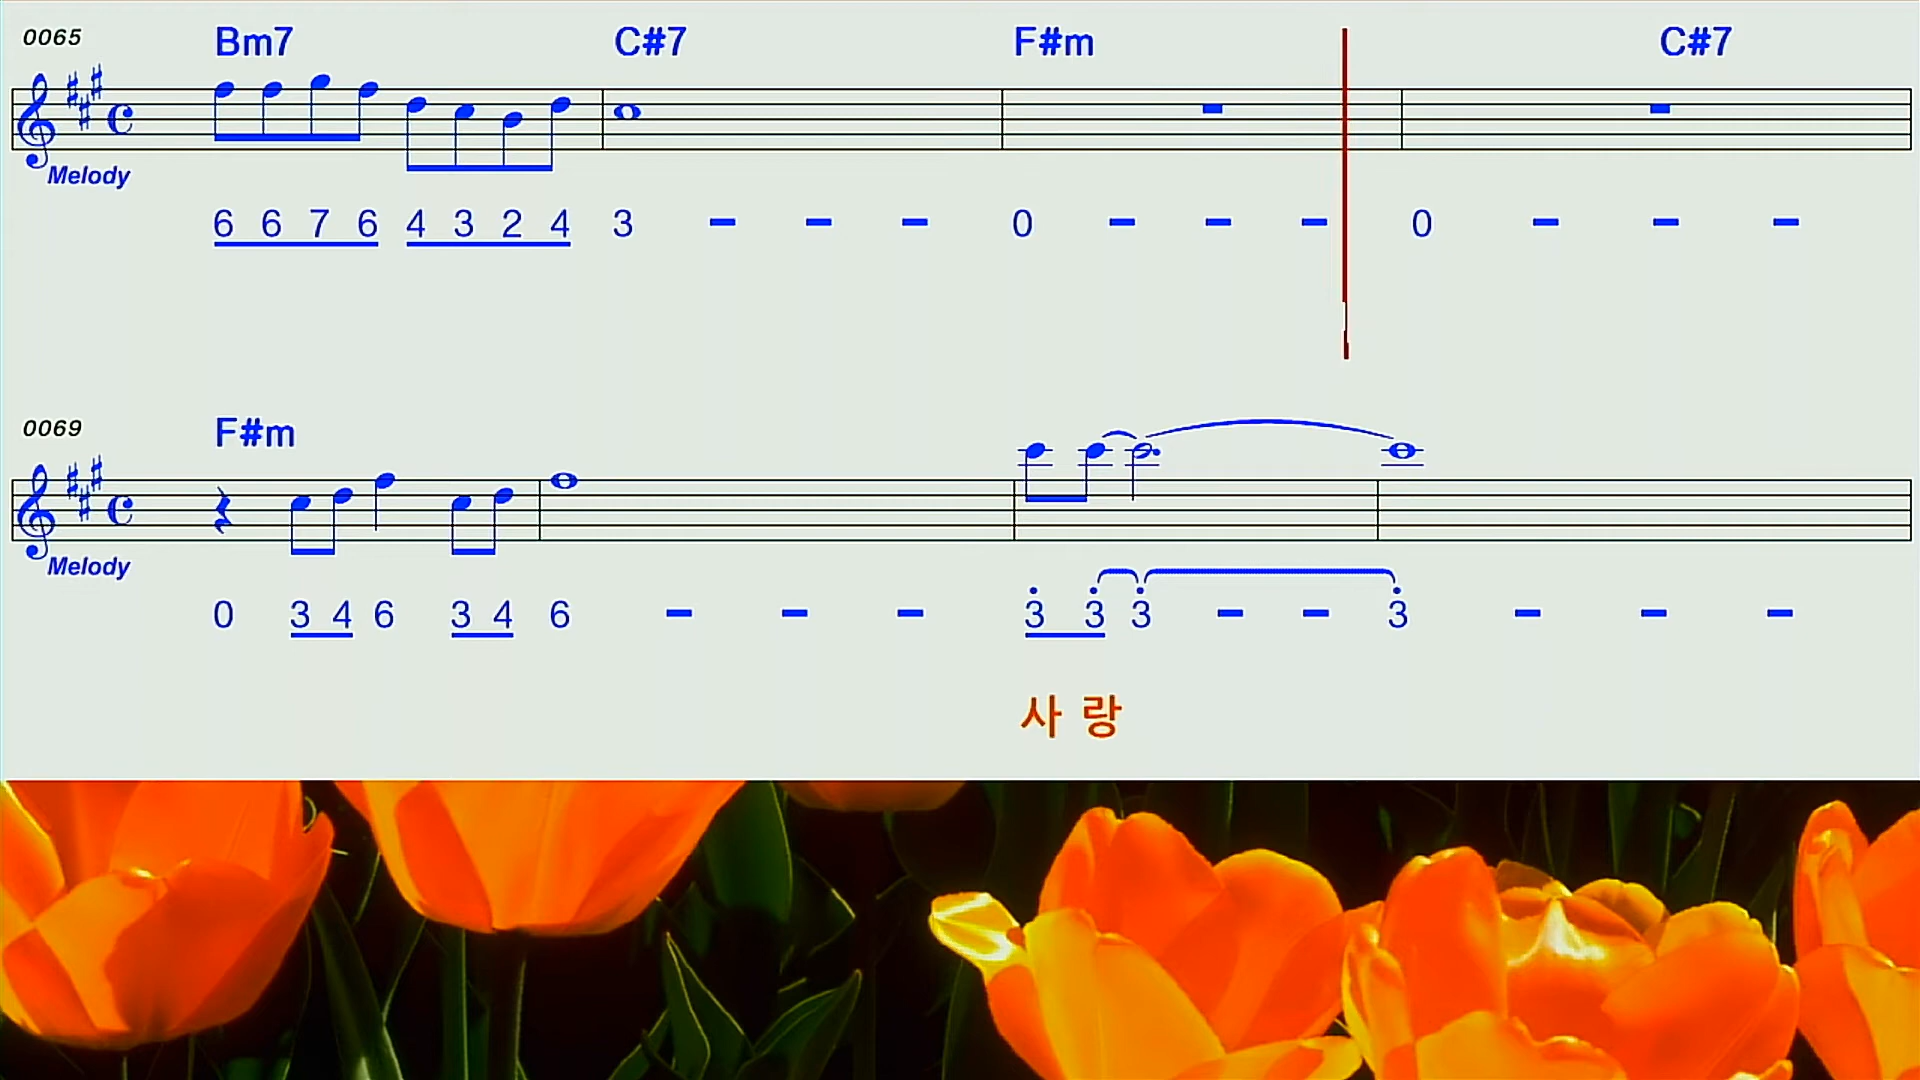 0065 Bm7 C#7 F#m C#7
Melody
6 6 7 6 4 3 2 4 3 - - - 0 - - - 0 - - -
0069 F#m
Melody
0 3 4 6 3 4 6 - - - 3 3 3 - - 3 - - -
사 랑